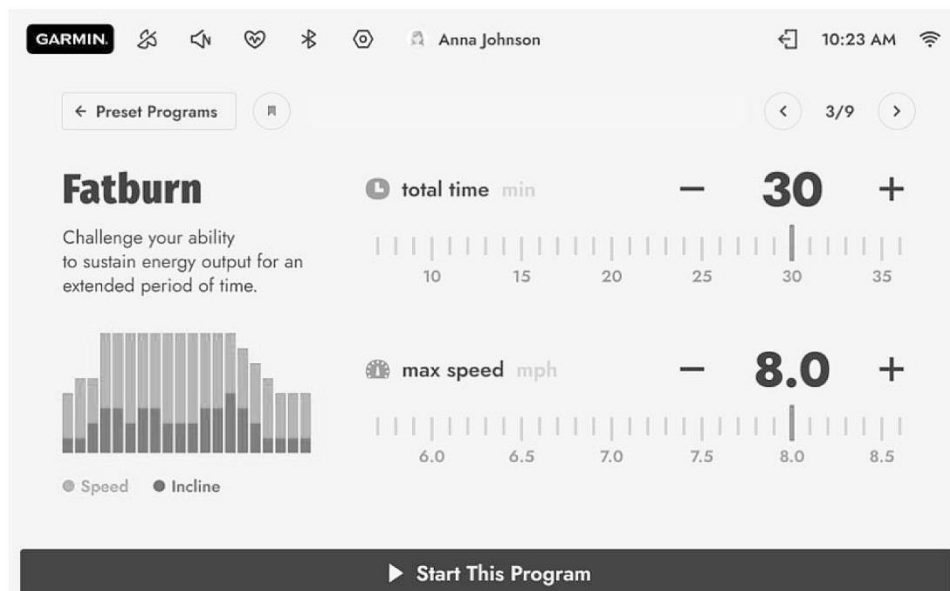 GARMIN.
Anna Johnson
10:23 AM
Preset Programs
3/9
Fatburn
Challenge your ability
to sustain energy output for an
extended period of time.
Speed
Incline
total time min
30
10 15 20 25 30 35
max speed mph
8.0
6.0 6.5 7.0 7.5 8.0 8.5
Start This Program